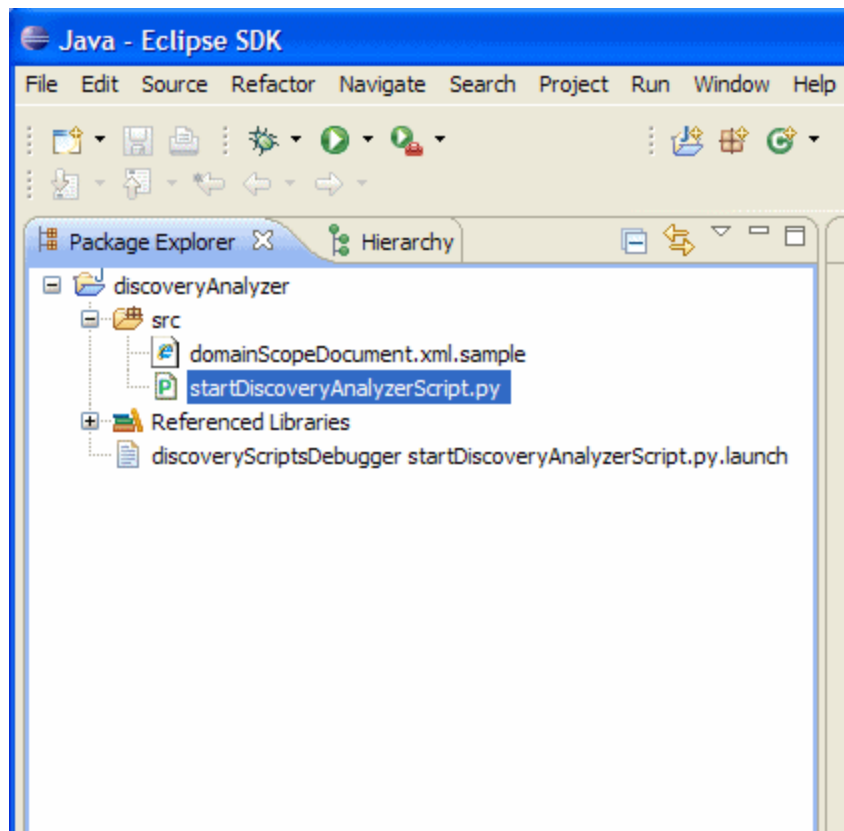 Java - Eclipse SDK
File Edit Source Refactor Navigate Search Project Run Window Help
Package Explorer Hierarchy
discoveryAnalyzer
src
domainScopeDocument.xml.sample
startDiscoveryAnalyzerScript.py
Referenced Libraries
discoveryScriptsDebugger startDiscoveryAnalyzerScript.py.launch